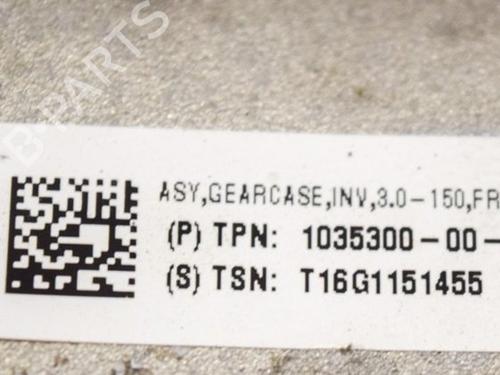 B-PARTS
ASY,GEARCASE,INV,3.0-150,FR
(P) TPN: 1035300-00-
(S) TSN: T16G1151455